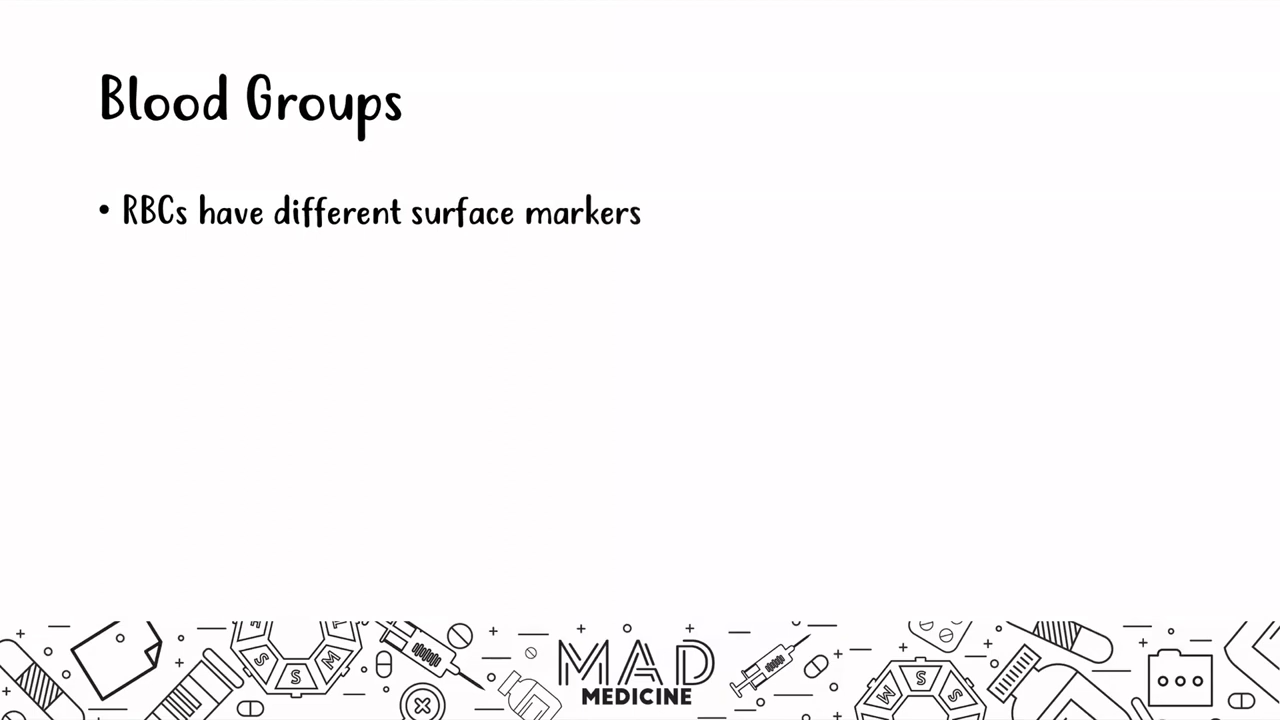 Blood Groups
• RBCs have different surface markers
MAD
MEDICINE
S
S
M
M
S
S